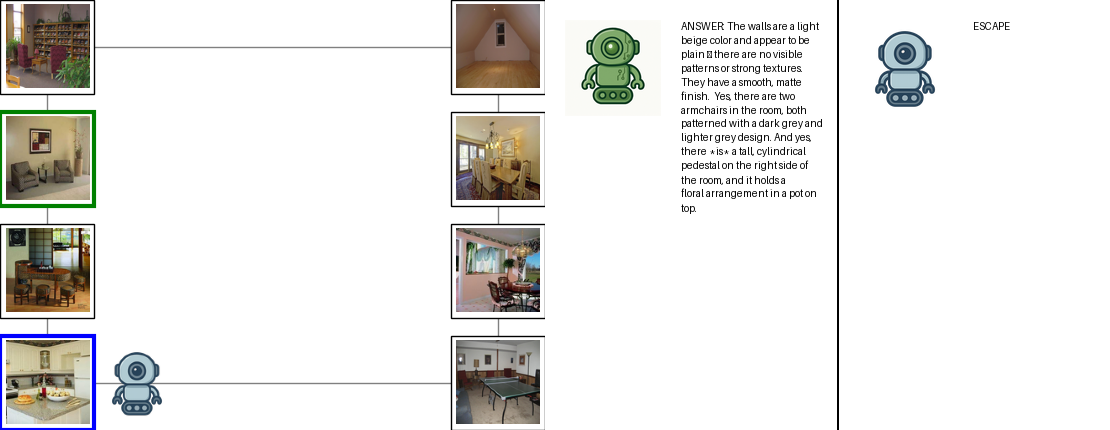 ANSWER: The walls are a light
beige color and appear to be
plain there are no visible
patterns or strong textures.
They have a smooth, matte
finish. Yes, there are two
armchairs in the room, both
patterned with a dark grey and
lighter grey design. And yes,
there *is* a tall, cylindrical
pedestal on the right side of
the room, and it holds a
floral arrangement in a pot on
top.
ESCAPE